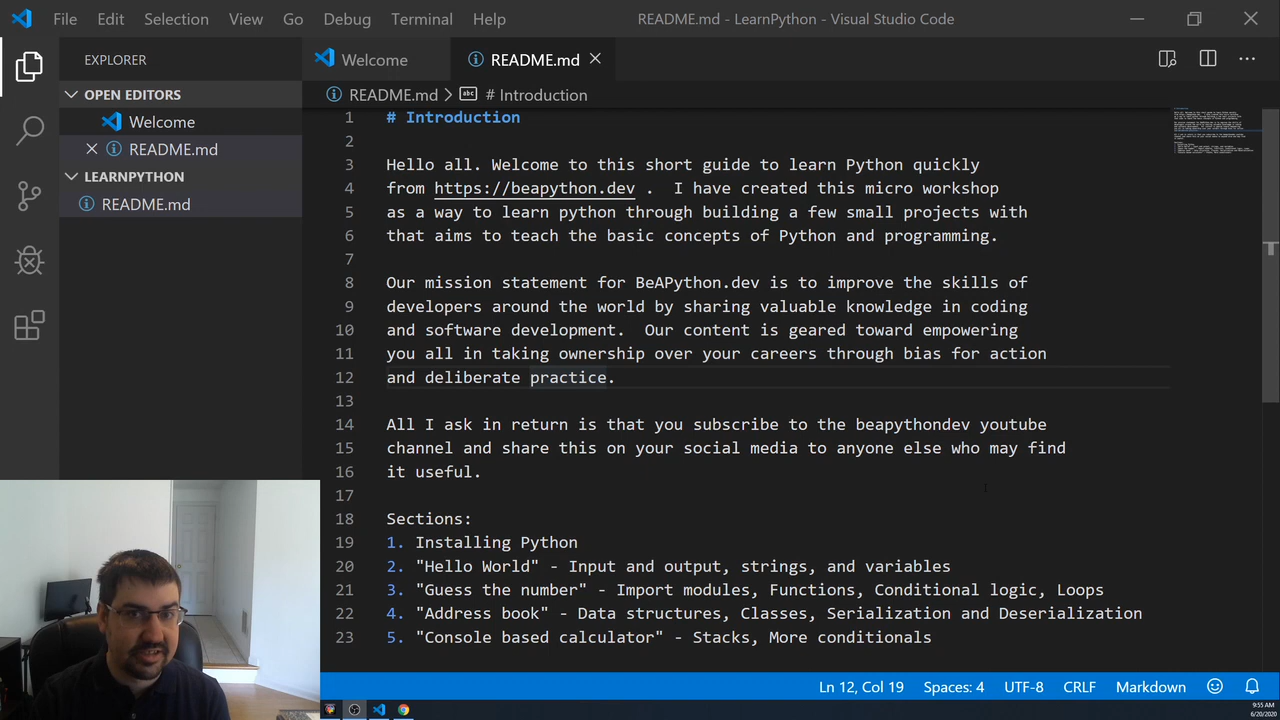 File Edit Selection View Go Debug Terminal Help README.md - LearnPython - Visual Studio Code
EXPLORER
OPEN EDITORS
Welcome
README.md
LEARNPYTHON
README.md
Welcome README.md
README.md > # Introduction
1 # Introduction
2
3 Hello all. Welcome to this short guide to learn Python quickly
4 from https://beapython.dev . I have created this micro workshop
5 as a way to learn python through building a few small projects with
6 that aims to teach the basic concepts of Python and programming.
7
8 Our mission statement for BeAPython.dev is to improve the skills of
9 developers around the world by sharing valuable knowledge in coding
10 and software development. Our content is geared toward empowering
11 you all in taking ownership over your careers through bias for action
12 and deliberate practice.
13
14 All I ask in return is that you subscribe to the beapythondev youtube
15 channel and share this on your social media to anyone else who may find
16 it useful.
17
18 Sections:
19 1. Installing Python
20 2. "Hello World" - Input and output, strings, and variables
21 3. "Guess the number" - Import modules, Functions, Conditional logic, Loops
22 4. "Address book" - Data structures, Classes, Serialization and Deserialization
23 5. "Console based calculator" - Stacks, More conditionals
Ln 12, Col 19 Spaces: 4 UTF-8 CRLF Markdown
9:55 AM
6/20/2020